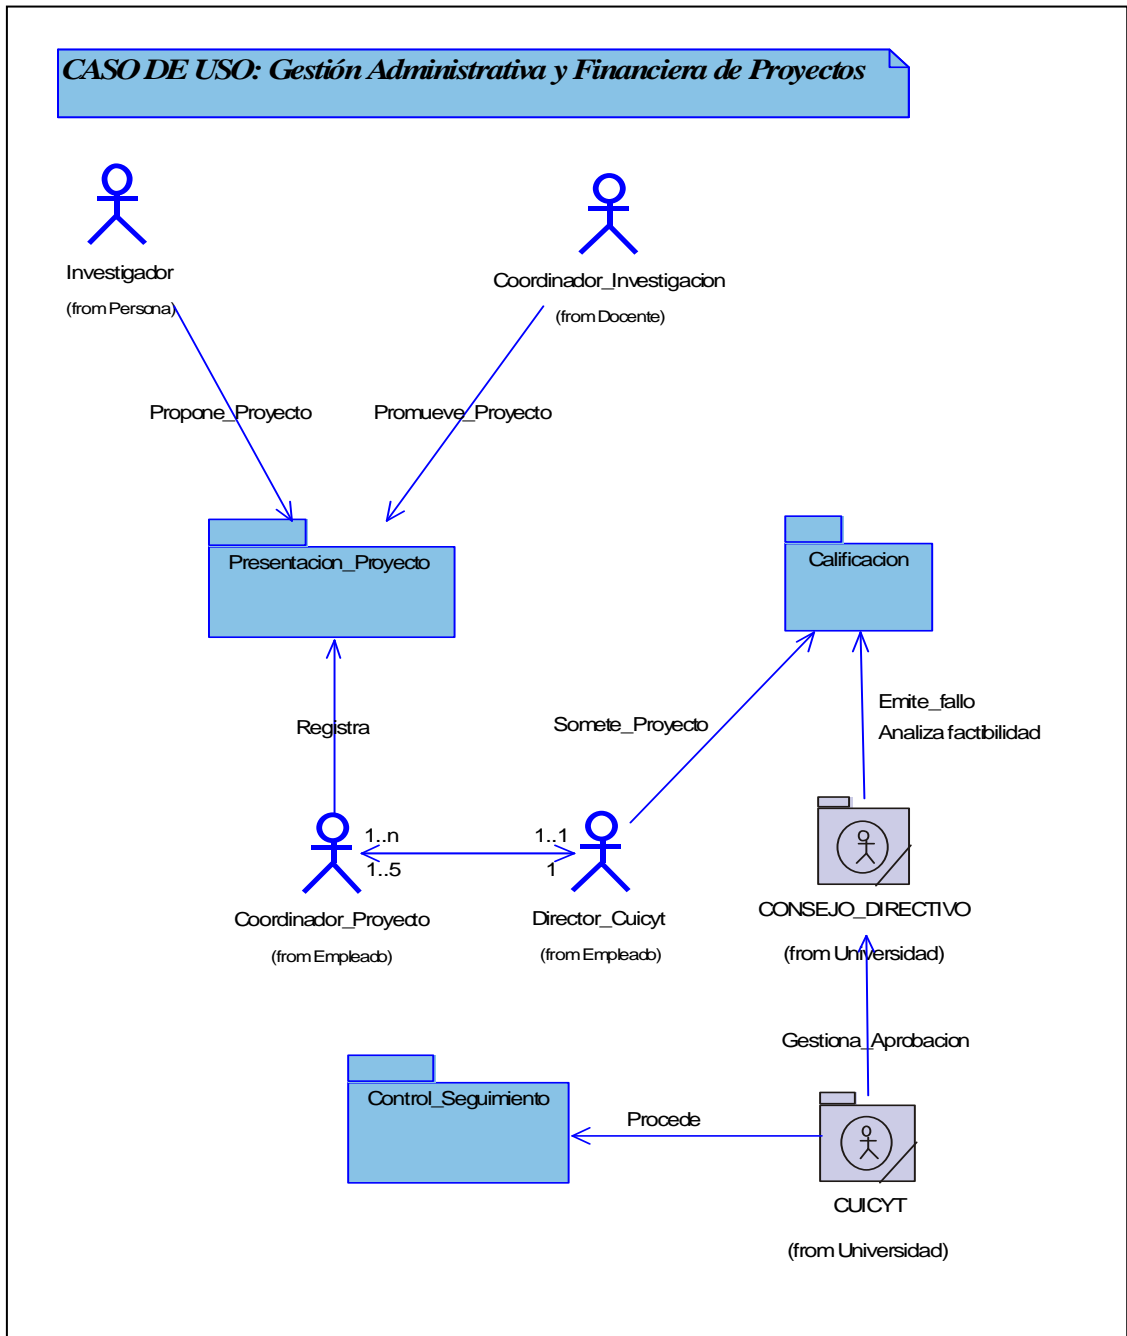 CASO DE USO: Gestión Administrativa y Financiera de Proyectos
Investigador
(from Persona)
Coordinador_Investigacion
(from Docente)
Propone_Proyecto
Promueve_Proyecto
Presentacion_Proyecto
Calificacion
Registra
Somete_Proyecto
Emite_fallo
Analiza factibilidad
1..n
1..1
1..5
1
Coordinador_Proyecto
(from Empleado)
Director_Cuicyt
(from Empleado)
CONSEJO_DIRECTIVO
(from Universidad)
Gestiona_Aprobacion
Control_Seguimiento
Procede
CUICYT
(from Universidad)